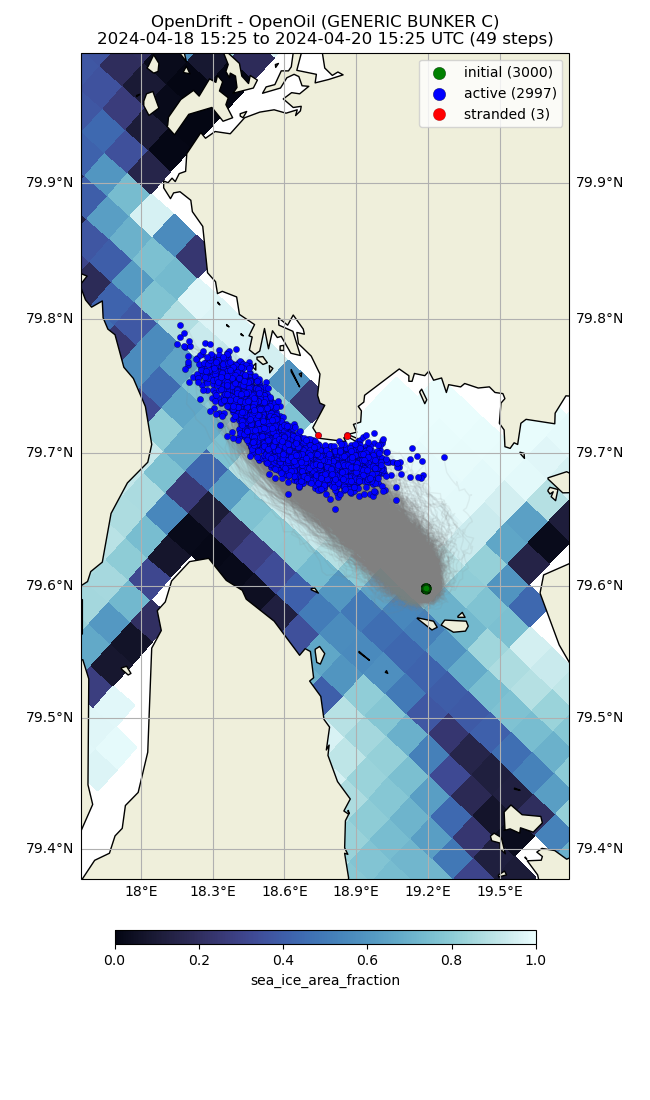 OpenDrift - OpenOil (GENERIC BUNKER C)
2024-04-18 15:25 to 2024-04-20 15:25 UTC (49 steps)
initial (3000)
active (2997)
stranded (3)
79.9°N 79.9°N
79.8°N 79.8°N
79.7°N 79.7°N
79.6°N 79.6°N
79.5°N 79.5°N
79.4°N 79.4°N
18°E 18.3°E 18.6°E 18.9°E 19.2°E 19.5°E
0.0 0.2 0.4 0.6 0.8 1.0
sea_ice_area_fraction